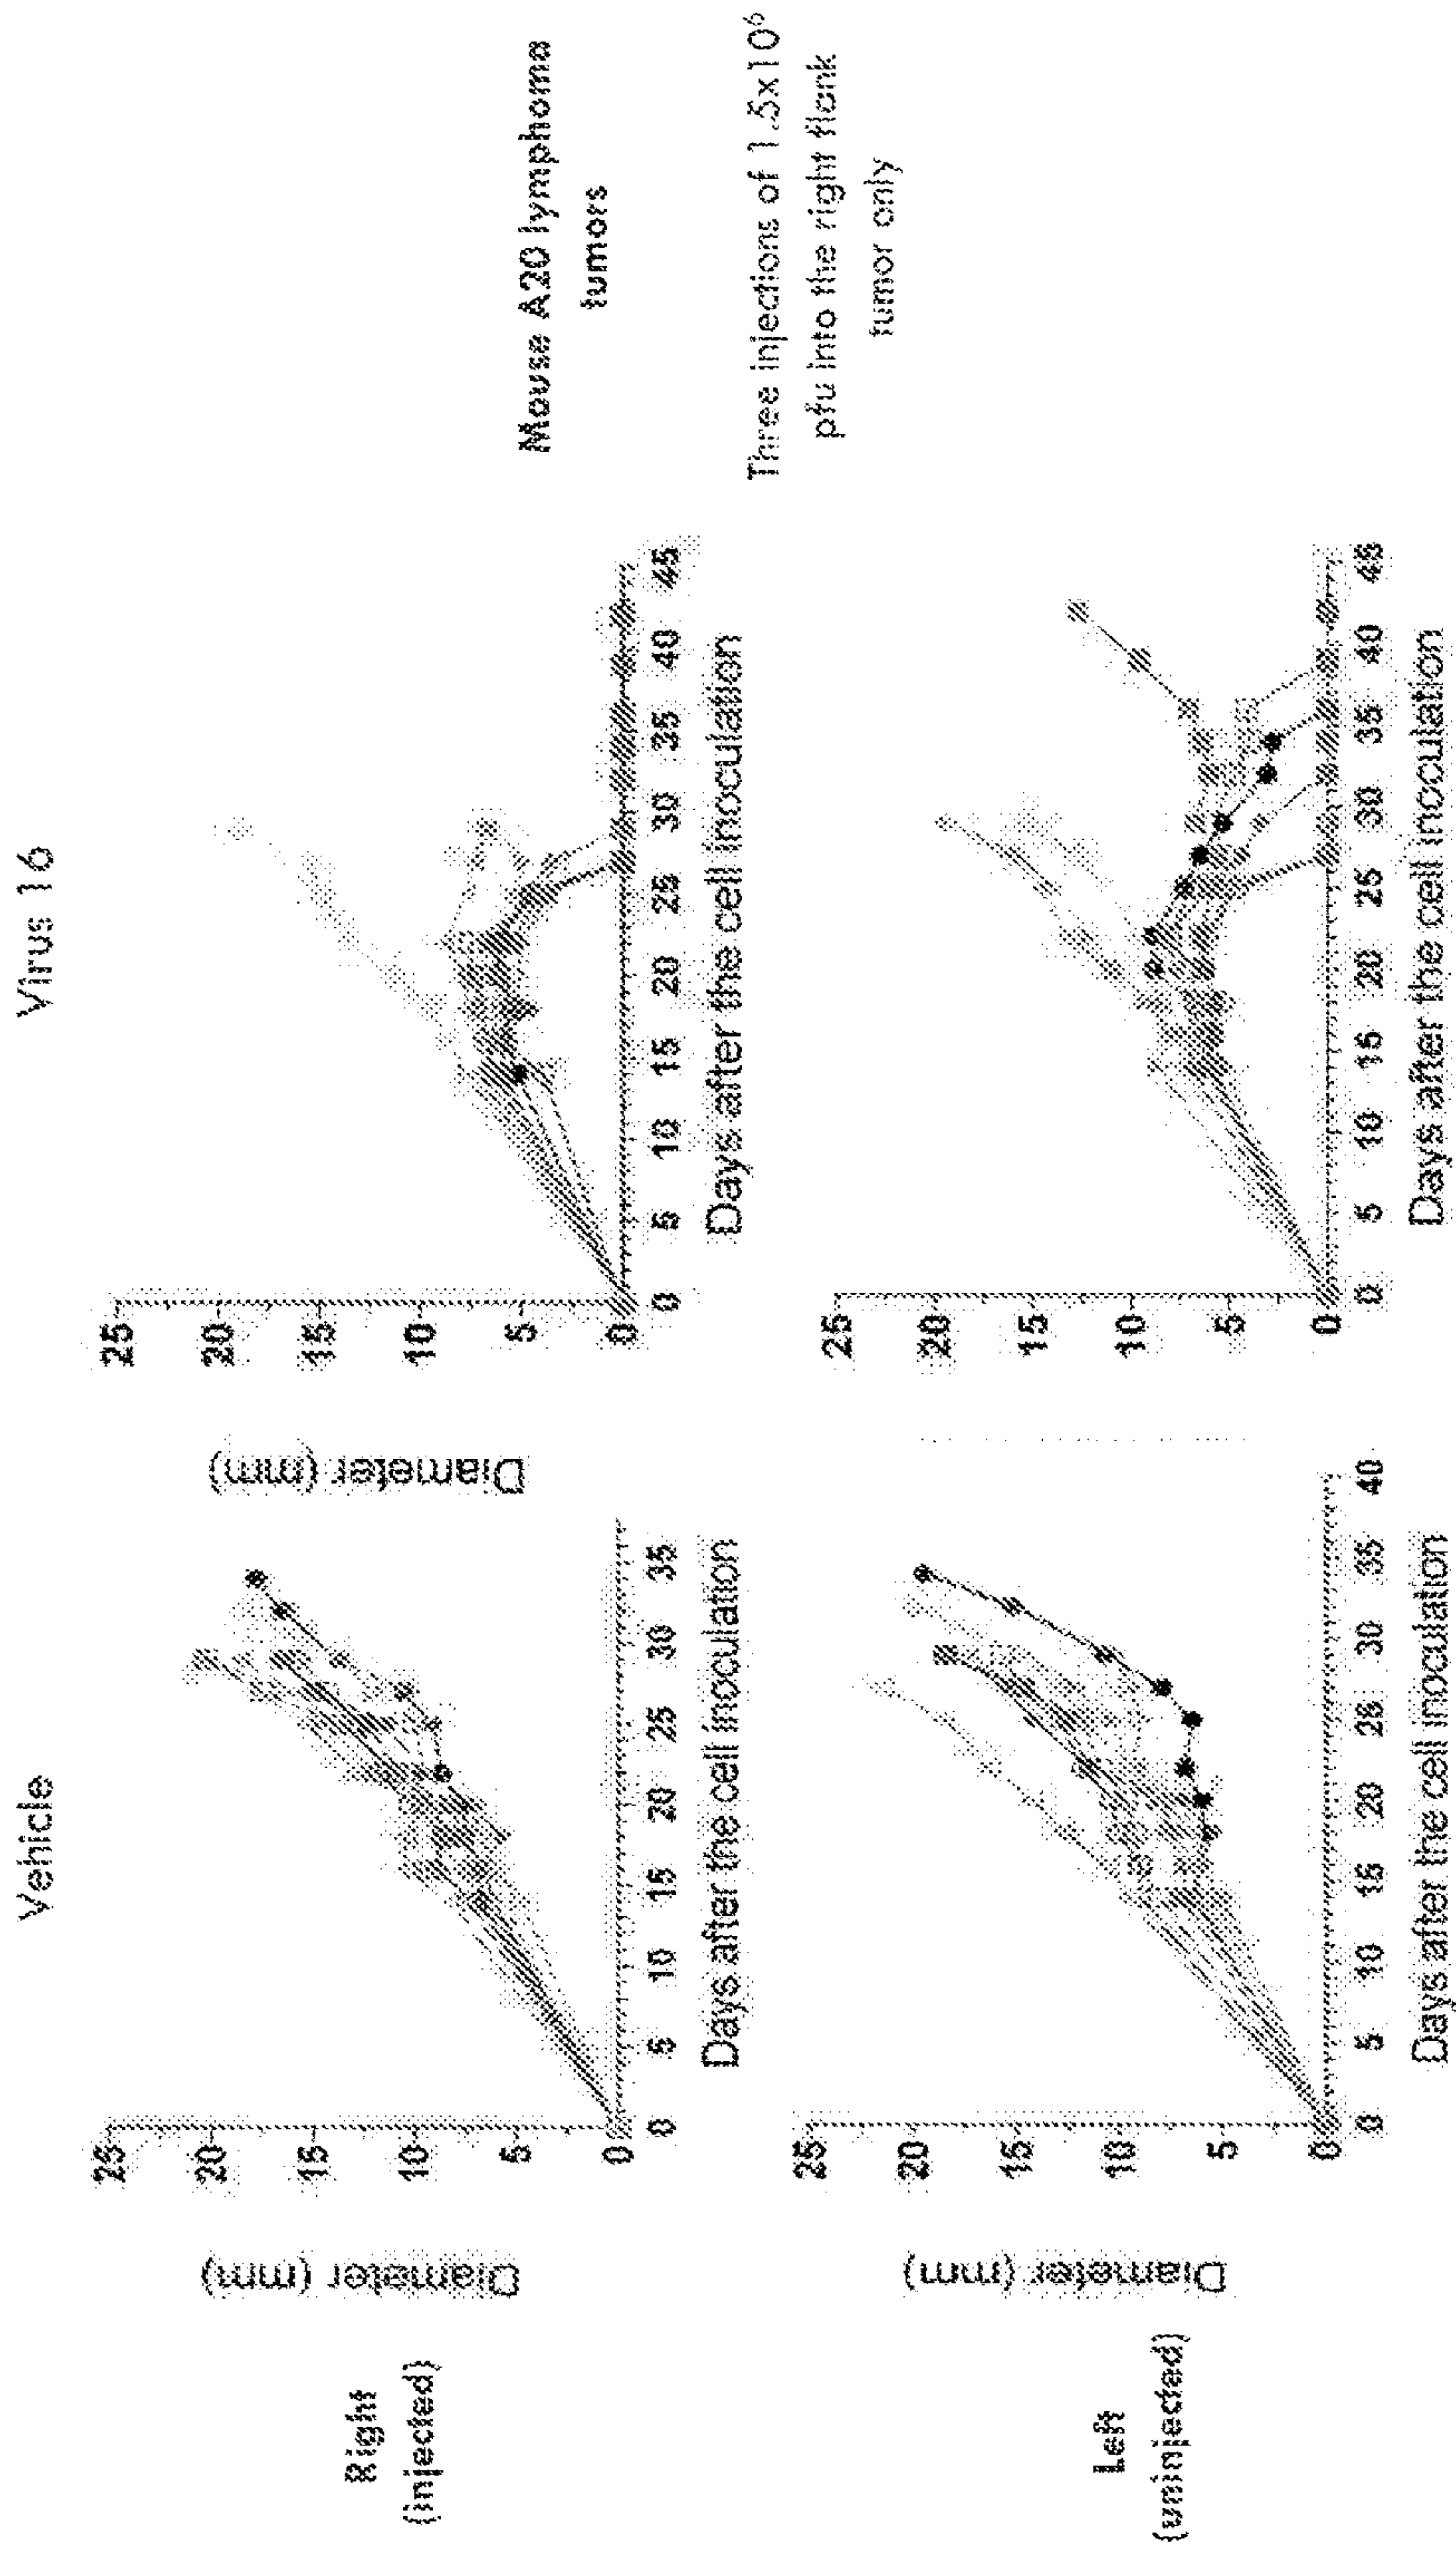 Vehicle
Virus 16
Right
(injected)
Diameter (mm)
25
20
15
10
5
0
0 5 10 15 20 25 30 35
Days after the cell inoculation
Diameter (mm)
25
20
15
10
5
0
0 5 10 15 20 25 30 35 40 45
Days after the cell inoculation
Mouse A20 lymphoma
tumors
Three injections of 1.5x10⁶
pfu into the right flank
tumor only
Left
(uninjected)
Diameter (mm)
25
20
15
10
5
0
0 5 10 15 20 25 30 35 40
Days after the cell inoculation
25
20
15
10
5
0
0 5 10 15 20 25 30 35 40 45
Days after the cell inoculation